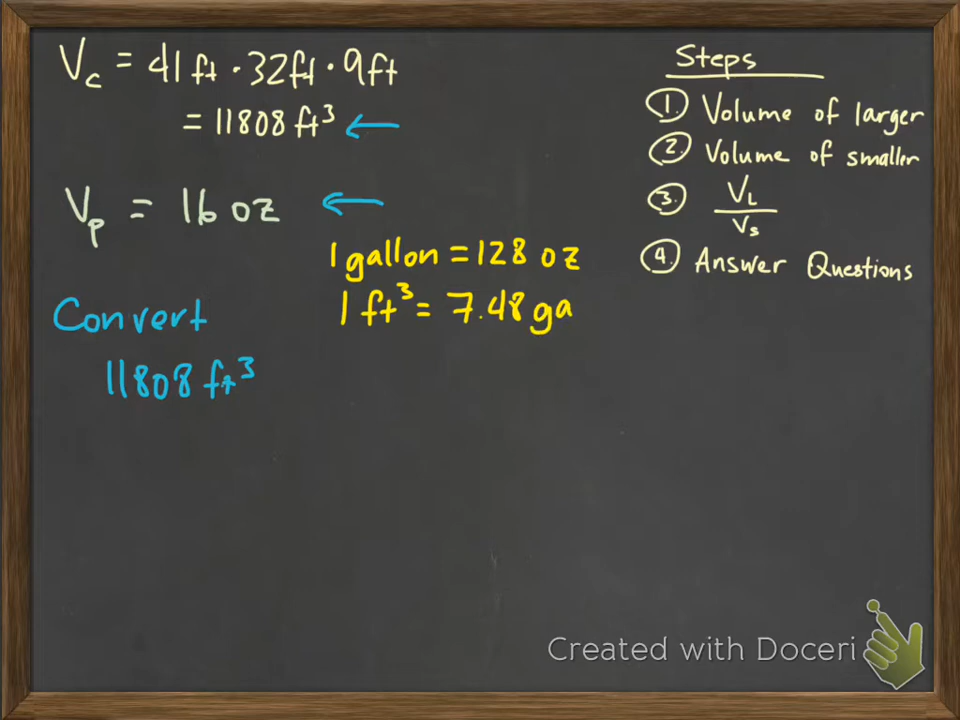 V_c = 41 ft · 32 ft · 9 ft
= 11808 ft³ ←
V_p = 16 oz ←
1 gallon = 128 oz
1 ft³ = 7.48 ga
Convert
11808 ft³
Steps
① Volume of larger
② Volume of smaller
③ V_L
V_s
④ Answer Questions
Created with Doceri